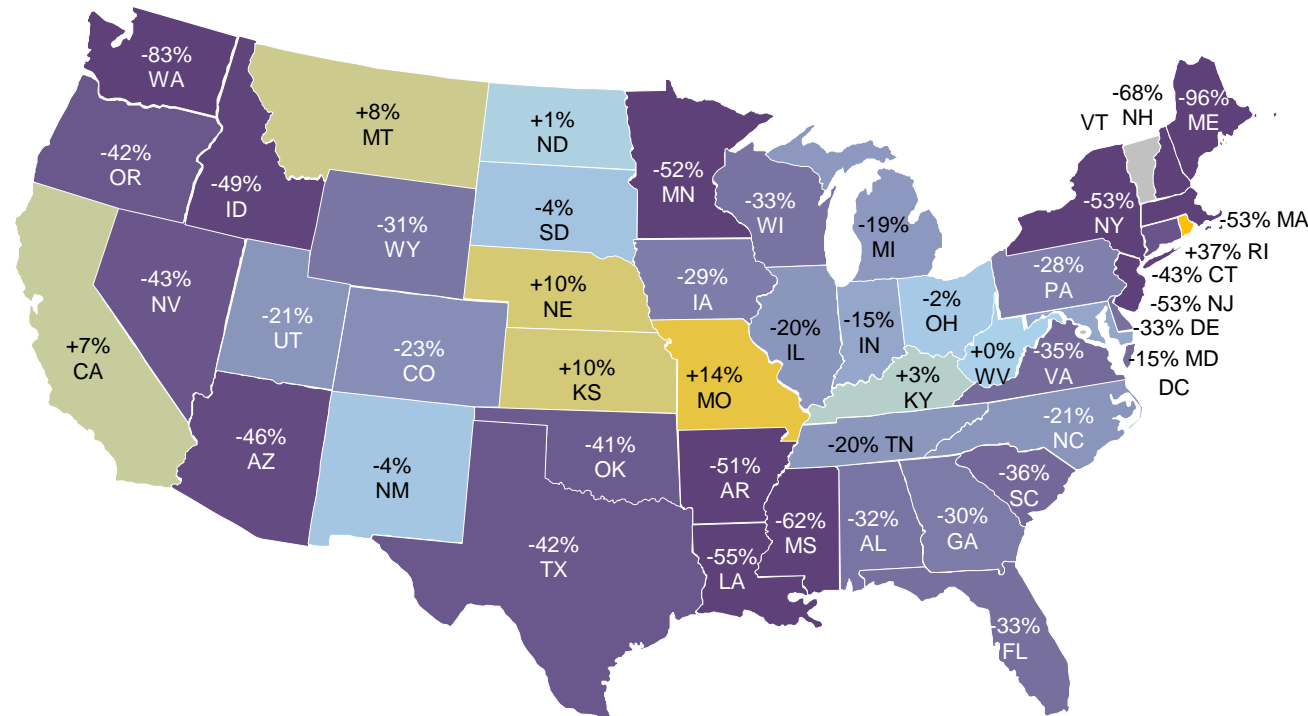 -83%
WA
-68%
VT
NH
-96%
ME
+8%
MT
+1%
ND
-42%
OR
-49%
ID
-52%
MN
-33%
WI
-53%
NY
-53% MA
-31%
WY
-4%
SD
-19%
MI
+37% RI
-43% CT
-53% NJ
-33% DE
-15% MD
DC
-28%
PA
-43%
NV
+10%
NE
-29%
IA
-2%
OH
-21%
UT
-20%
IL
-15%
IN
+0%
WV
-35%
VA
+7%
CA
-23%
CO
+10%
KS
+14%
MO
+3%
KY
-21%
NC
-46%
AZ
-4%
NM
-41%
OK
-20% TN
-51%
AR
-36%
SC
-42%
TX
-55%
LA
-62%
MS
-32%
AL
-30%
GA
-33%
FL